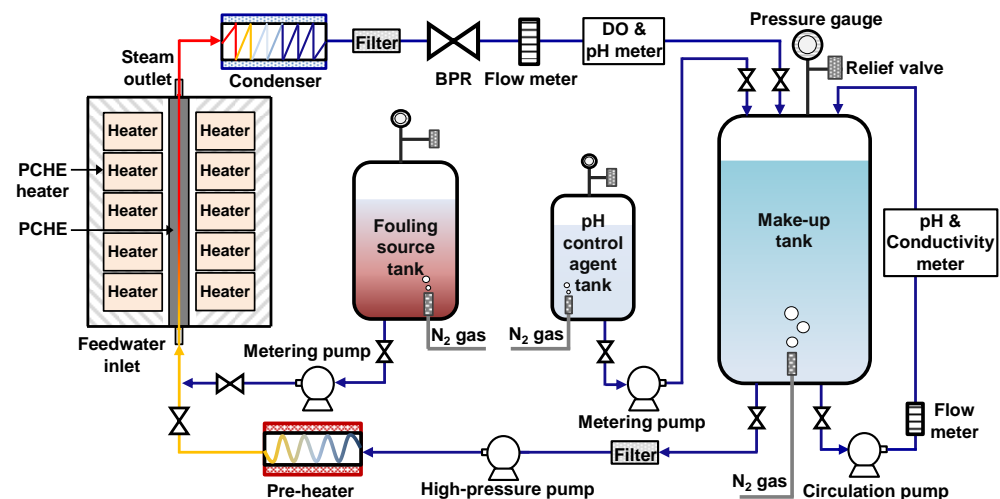 Pressure gauge
Steam
outlet
Condenser
Filter
BPR
Flow meter
DO &
pH meter
Relief valve
PCHE
heater
PCHE
Heater
Heater
Heater
Heater
Heater
Heater
Heater
Heater
Heater
Heater
Fouling
source
tank
pH
control
agent
tank
Make-up
tank
pH &
Conductivity
meter
N2 gas
N2 gas
Feedwater
inlet
Metering pump
Metering pump
Flow
meter
Pre-heater
High-pressure pump
Filter
N2 gas
Circulation pump